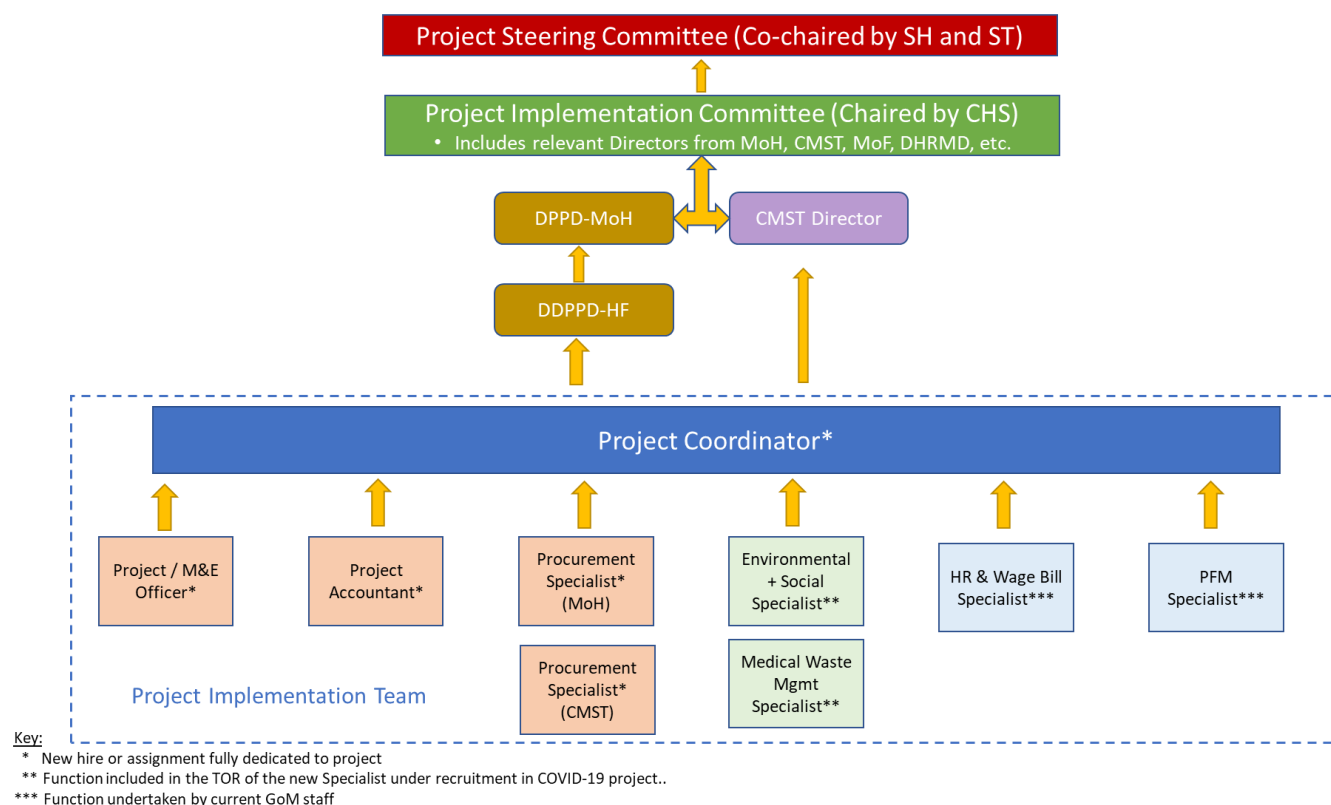 Project Steering Committee (Co-chaired by SH and ST)
Project Implementation Committee (Chaired by CHS)
• Includes relevant Directors from MoH, CMST, MoF, DHRMD, etc.
DPPD-MoH
CMST Director
DDPPD-HF
Project Coordinator*
Project / M&E
Officer*
Project
Accountant*
Procurement
Specialist*
(MoH)
Environmental
+ Social
Specialist**
HR & Wage Bill
Specialist***
PFM
Specialist***
Procurement
Specialist*
(CMST)
Medical Waste
Mgmt
Specialist**
Project Implementation Team
Key:
* New hire or assignment fully dedicated to project
** Function included in the TOR of the new Specialist under recruitment in COVID-19 project..
*** Function undertaken by current GoM staff